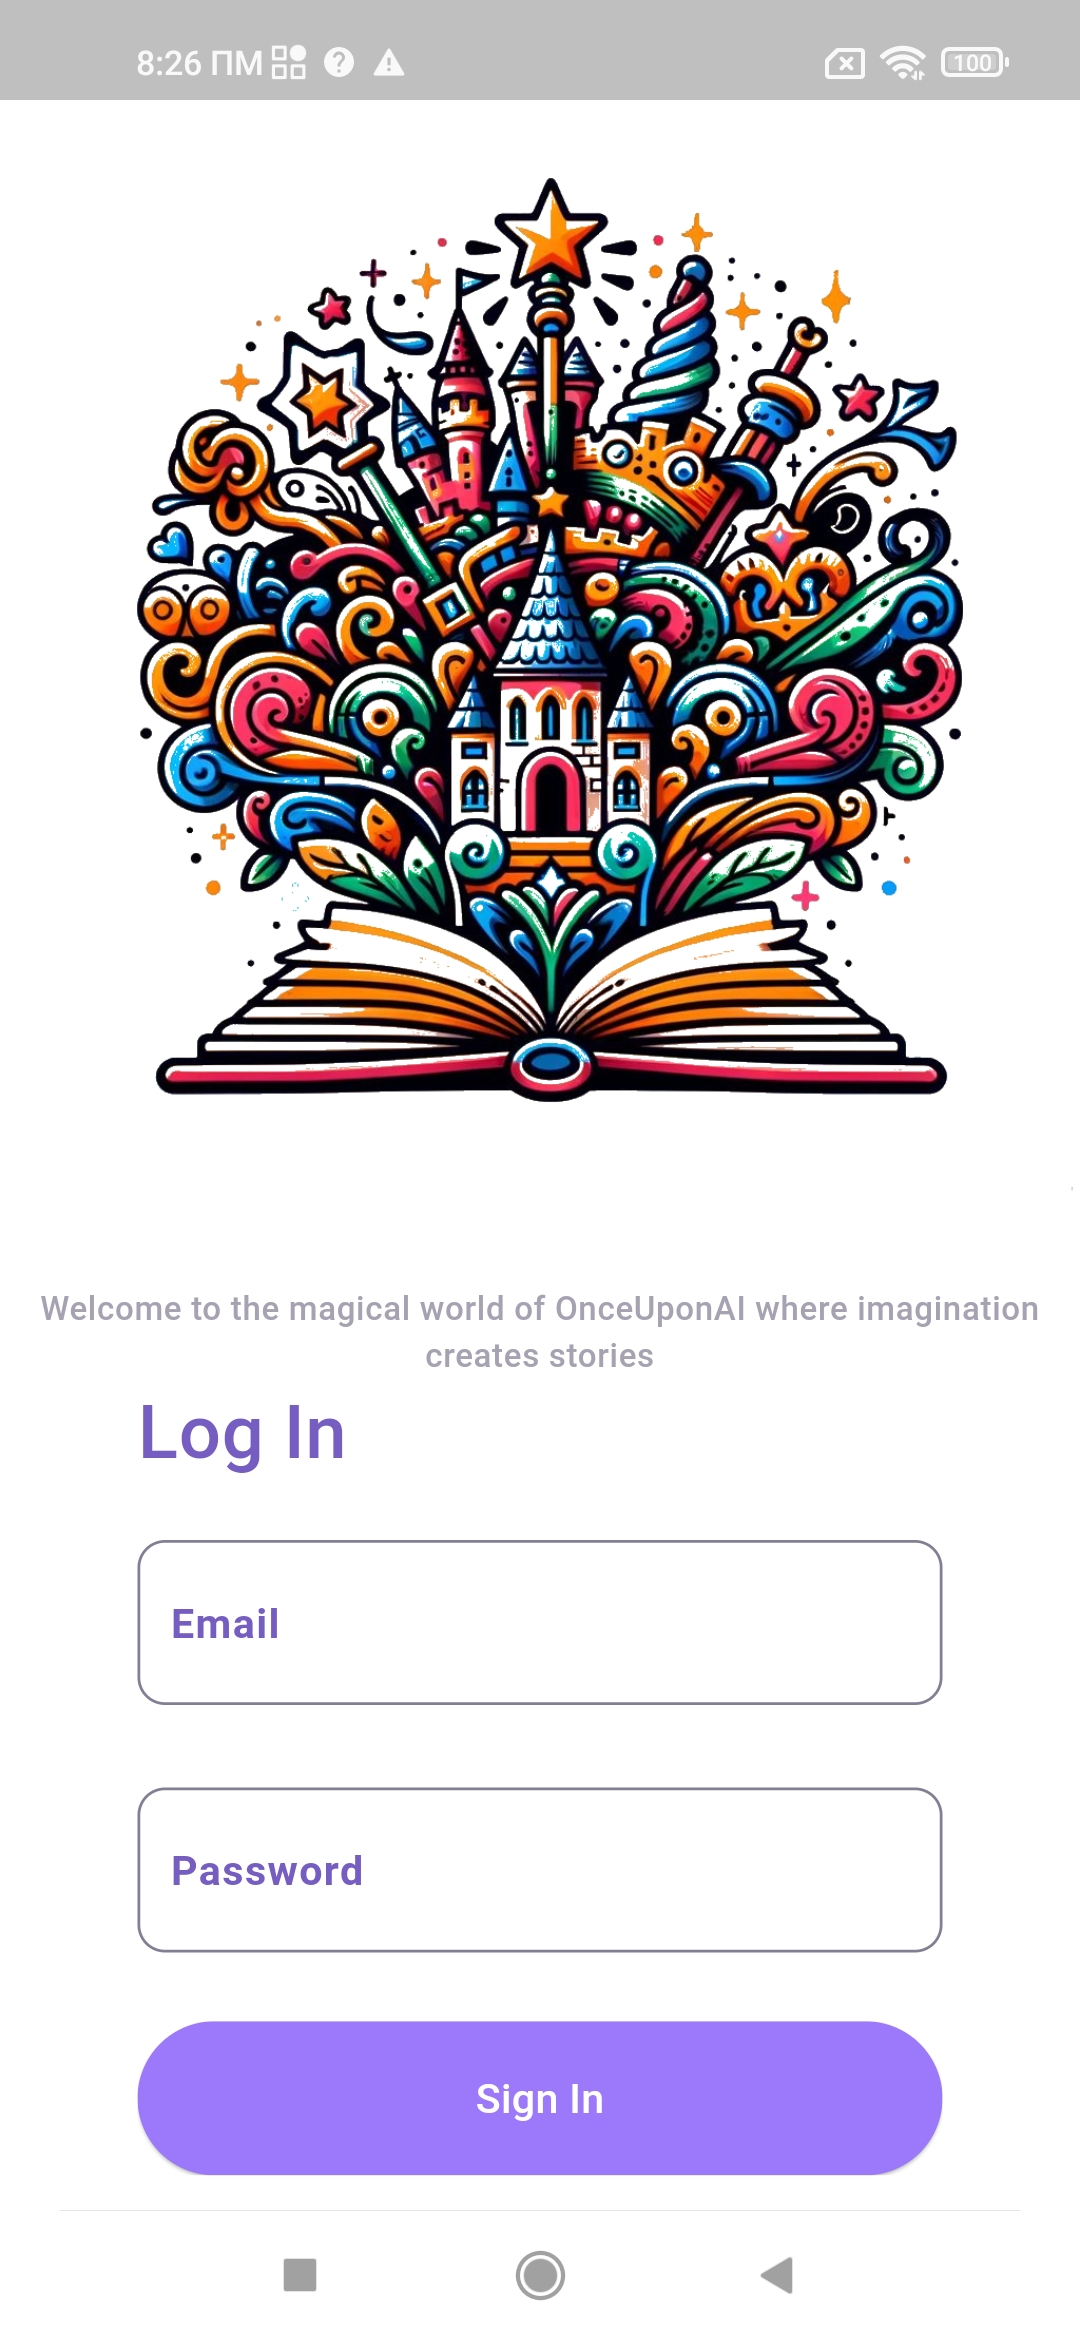 8:26 ΠΜ
100
Welcome to the magical world of OnceUponAI where imagination
creates stories
Log In
Email
Password
Sign In